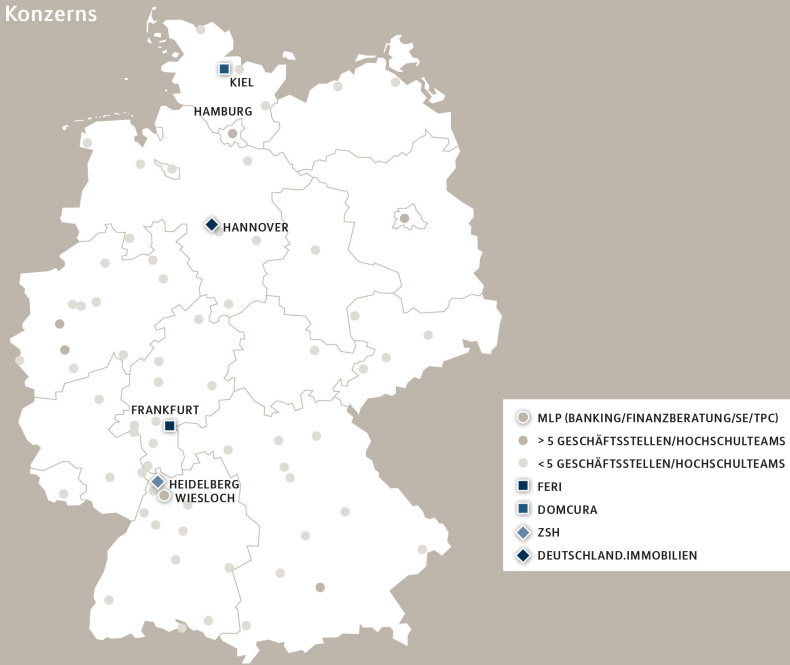 Konzerns
KIEL
HAMBURG
HANNOVER
FRANKFURT
HEIDELBERG
WIESLOCH
MLP (BANKING/FINANZBERATUNG/SE/TPC)
> 5 GESCHÄFTSSTELLEN/HOCHSCHULTEAMS
< 5 GESCHÄFTSSTELLEN/HOCHSCHULTEAMS
FERI
DOMCURA
ZSH
DEUTSCHLAND.IMMOBILIEN